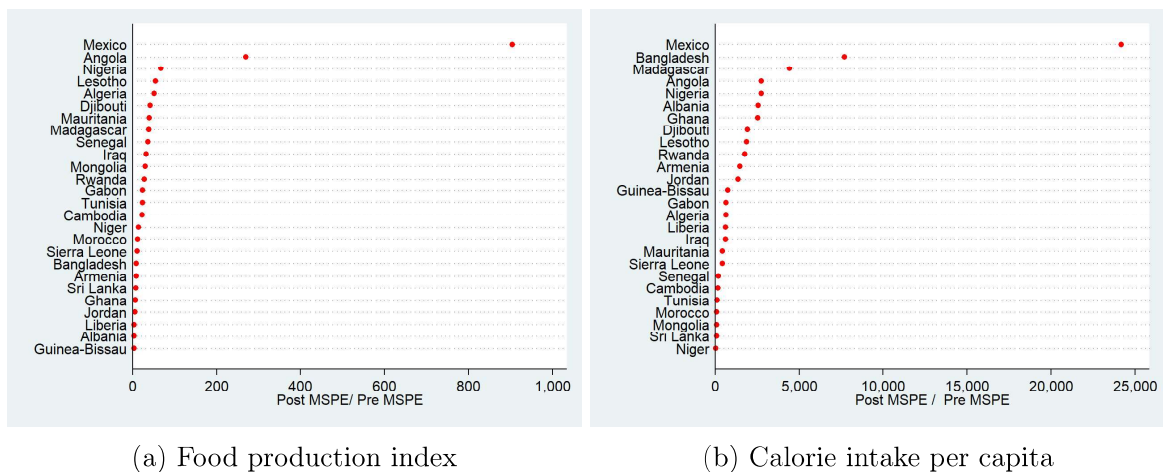 Mexico
Angola
Nigeria
Lesotho
Algeria
Djibouti
Mauritania
Madagascar
Senegal
Iraq
Mongolia
Rwanda
Gabon
Tunisia
Cambodia
Niger
Morocco
Sierra Leone
Bangladesh
Armenia
Sri Lanka
Ghana
Jordan
Liberia
Albania
Guinea-Bissau
0 200 400 600 800 1,000
Post MSPE/ Pre MSPE
(a) Food production index
Mexico
Bangladesh
Madagascar
Angola
Nigeria
Albania
Ghana
Djibouti
Lesotho
Rwanda
Armenia
Jordan
Guinea-Bissau
Gabon
Algeria
Liberia
Iraq
Mauritania
Sierra Leone
Senegal
Cambodia
Tunisia
Morocco
Mongolia
Sri Lanka
Niger
0 5,000 10,000 15,000 20,000 25,000
Post MSPE / Pre MSPE
(b) Calorie intake per capita